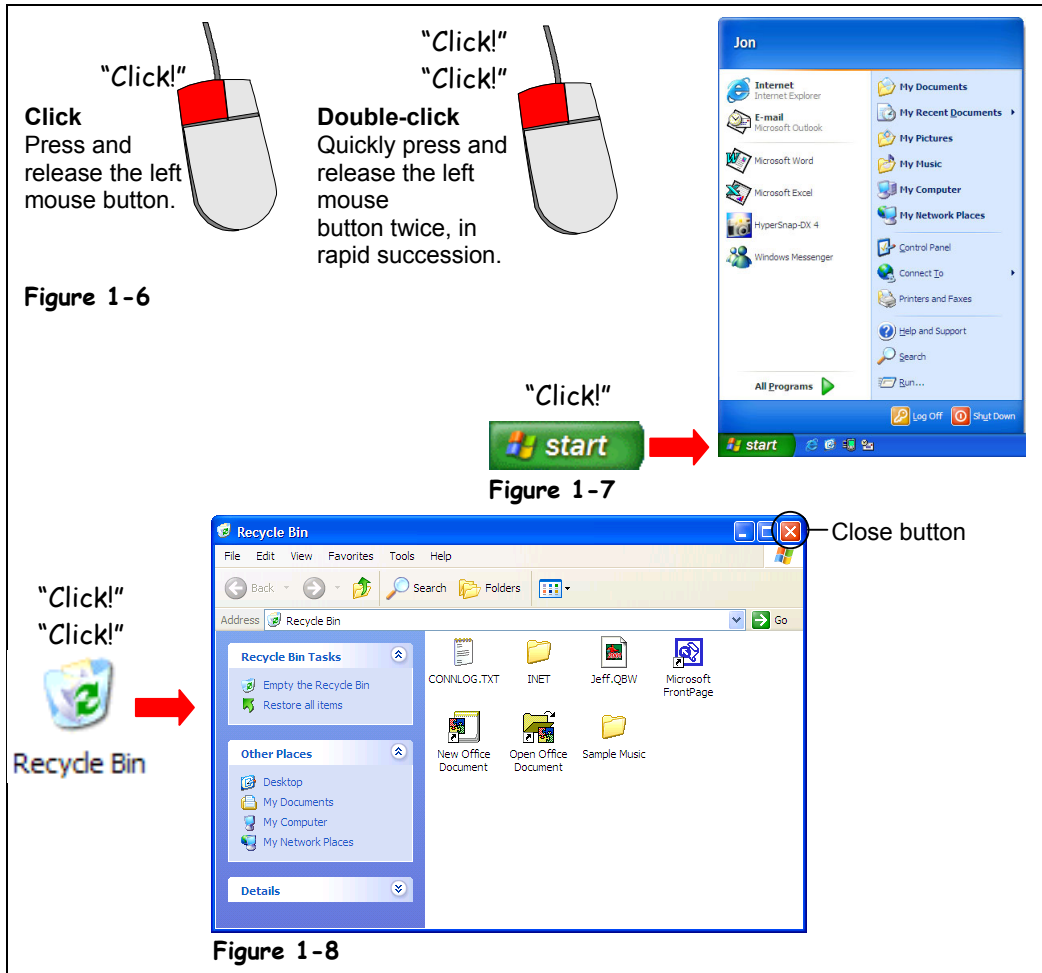 “Click!”
Click
Press and
release the left
mouse button.
“Click!”
“Click!”
Double-click
Quickly press and
release the left
mouse
button twice, in
rapid succession.
Figure 1-6
Jon
Internet
Internet Explorer
E-mail
Microsoft Outlook
Microsoft Word
Microsoft Excel
HyperSnap-DX 4
Windows Messenger
All Programs
My Documents
My Recent Documents
My Pictures
My Music
My Computer
My Network Places
Control Panel
Connect To
Printers and Faxes
Help and Support
Search
Run...
Log Off Shut Down
start
“Click!”
start
Figure 1-7
“Click!”
“Click!”
Recycle Bin
Recycle Bin
Close button
File Edit View Favorites Tools Help
Back Search Folders
Address Recycle Bin Go
Recycle Bin Tasks
Empty the Recycle Bin
Restore all items
Other Places
Desktop
My Documents
My Computer
My Network Places
Details
CONNLOG.TXT INET Jeff.QBW Microsoft
FrontPage
New Office Open Office Sample Music
Document Document
Figure 1-8